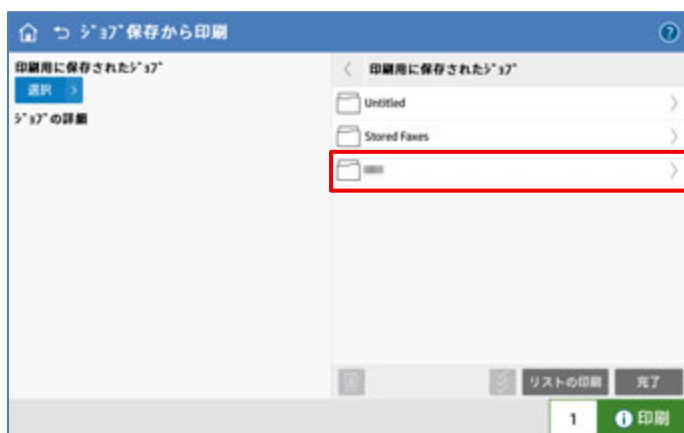 ジョブ保存から印刷
印刷用に保存されたジョブ
選択
ジョブの詳細
印刷用に保存されたジョブ
Untitled
Stored Faxes
リストの印刷
完了
1
印刷